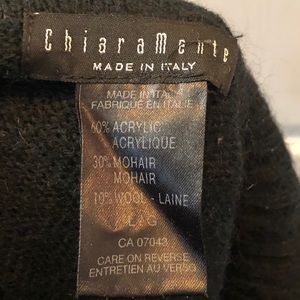 ChiaraMente
MADE IN ITALY
MADE IN ITALY
FABRIQUÉ EN ITALIE
60% ACRYLIC
ACRYLIQUE
30% MOHAIR
MOHAIR
10% WOOL - LAINE
L/G
CA 07043
CARE ON REVERSE
ENTRETIEN AU VERSO